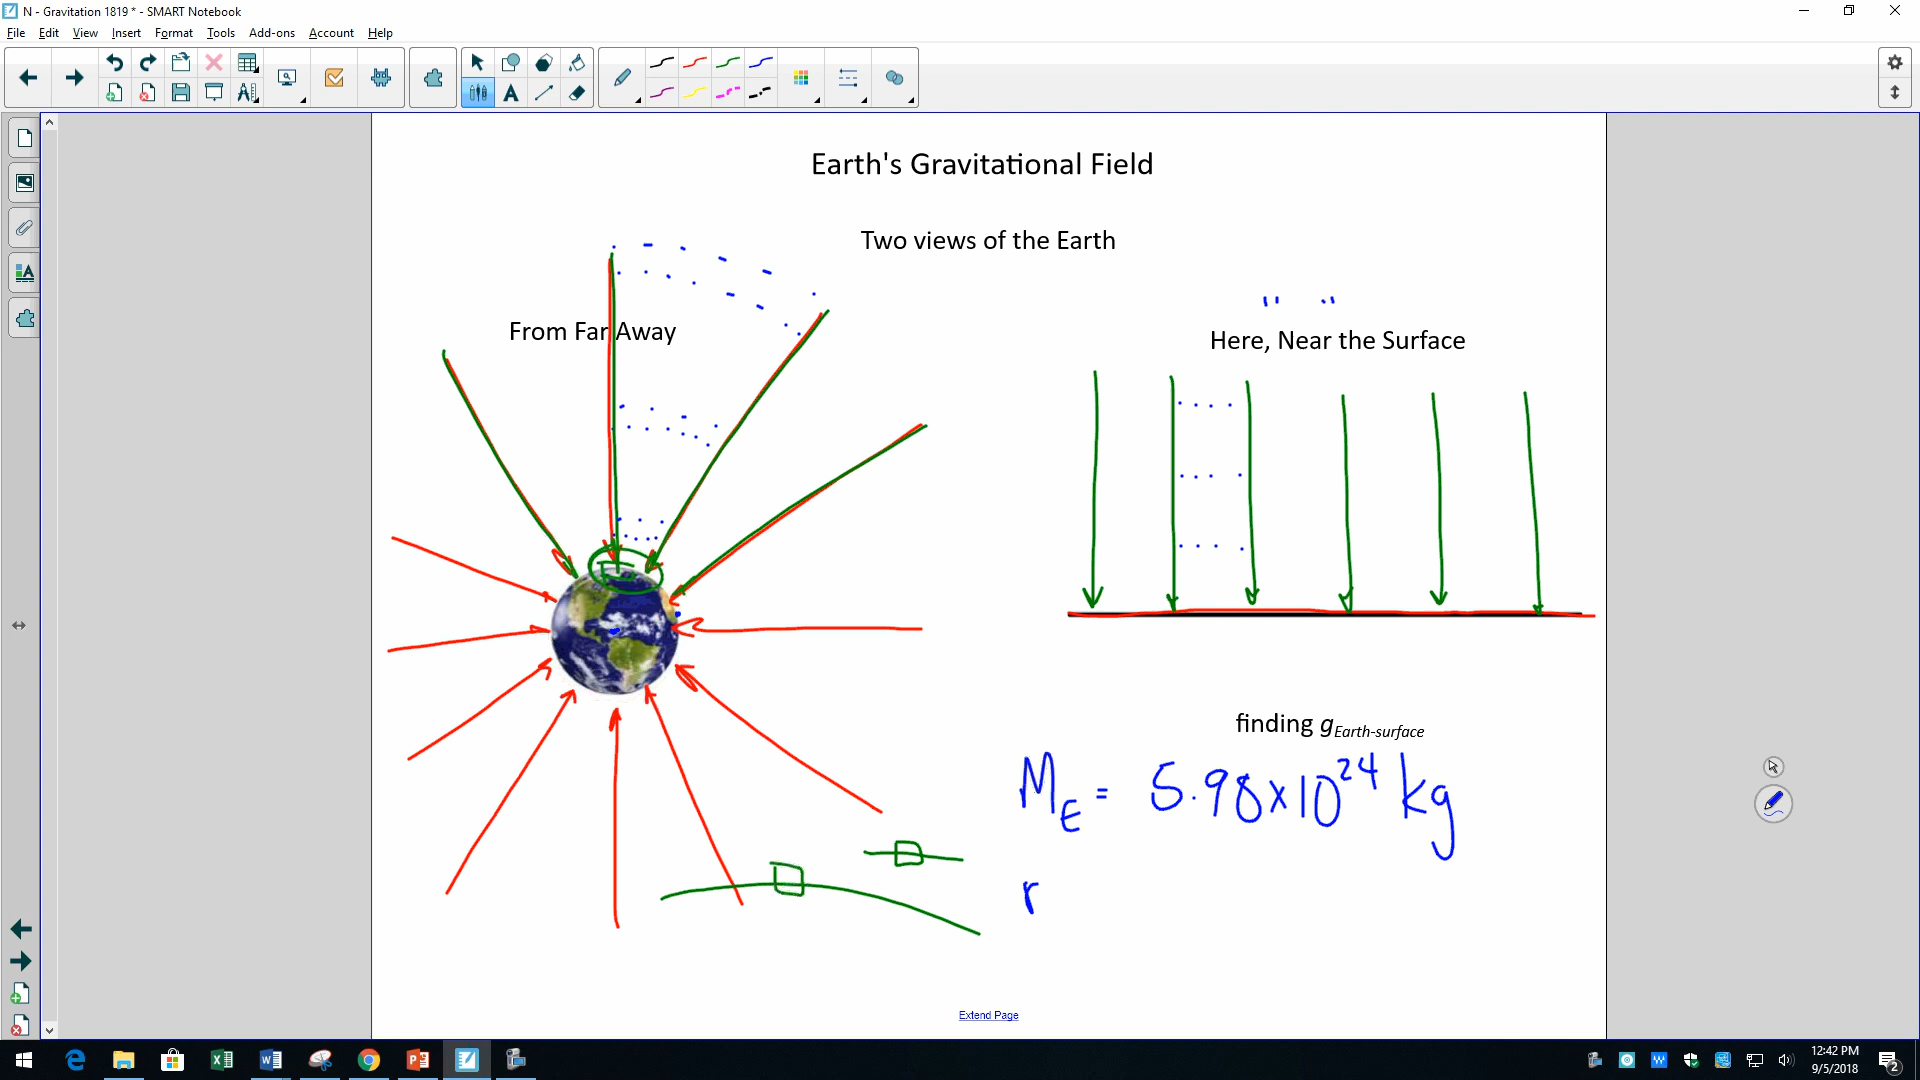 N - Gravitation 1819 * - SMART Notebook
File Edit View Insert Format Tools Add-ons Account Help
Earth's Gravitational Field
Two views of the Earth
From Far Away
Here, Near the Surface
finding gEarth-surface
ME = 5.98x10^24 kg
r
Extend Page
12:42 PM
9/5/2018
2